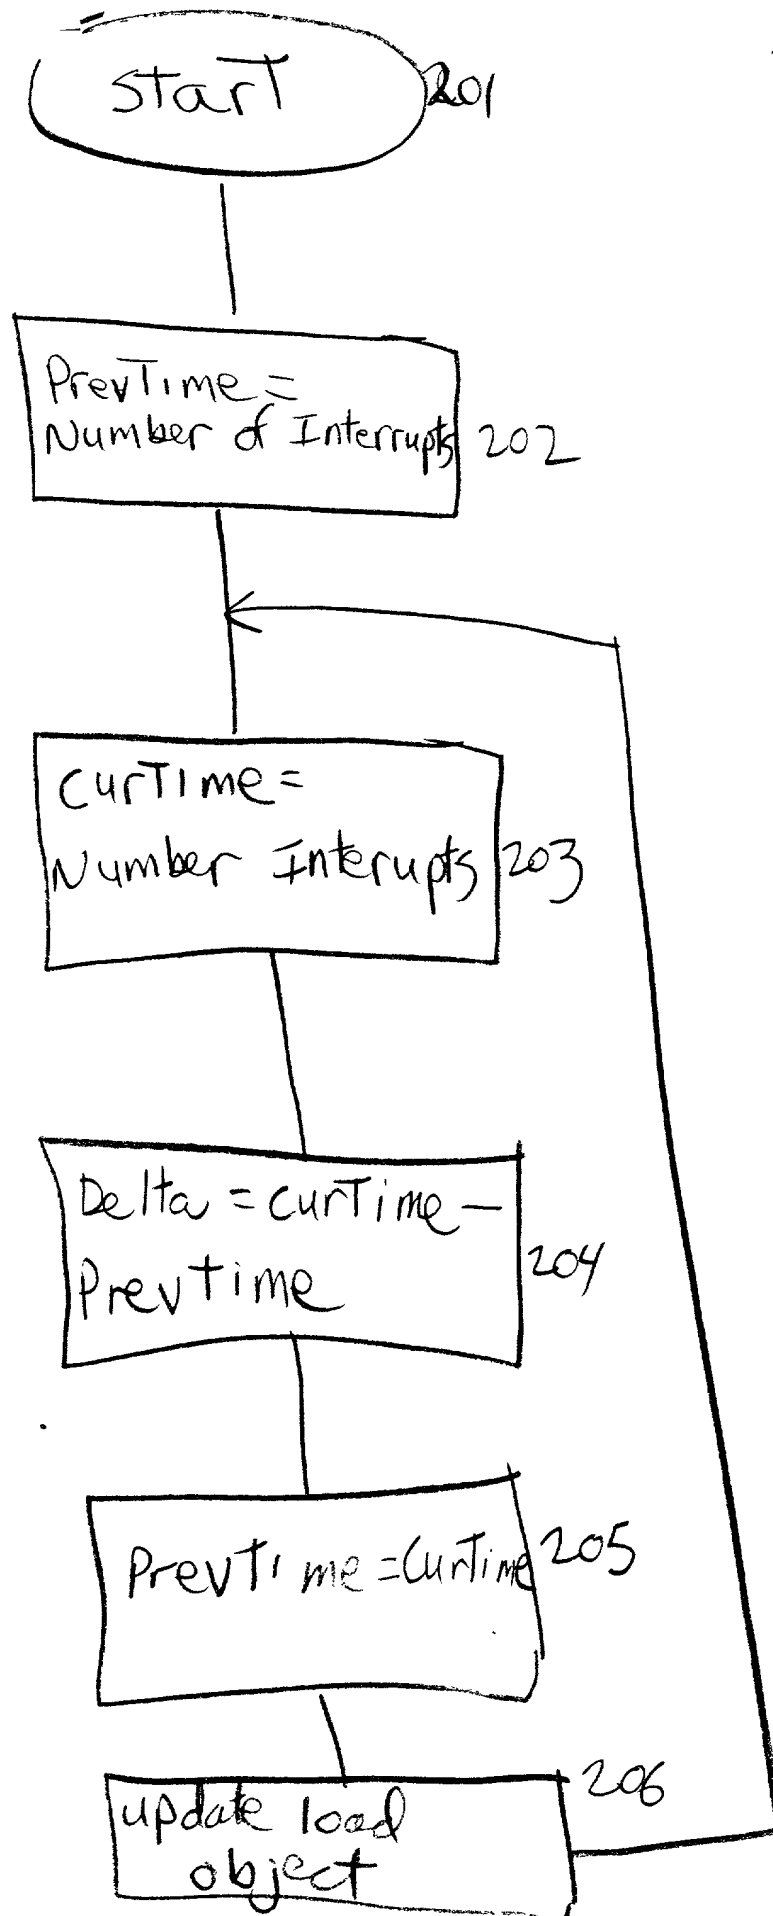 Start 201
PrevTime =
Number of Interrupts 202
CurTime =
Number Interupts 203
Delta = CurTime -
Prevtime 204
PrevTime = CurTime 205
206
update load
object